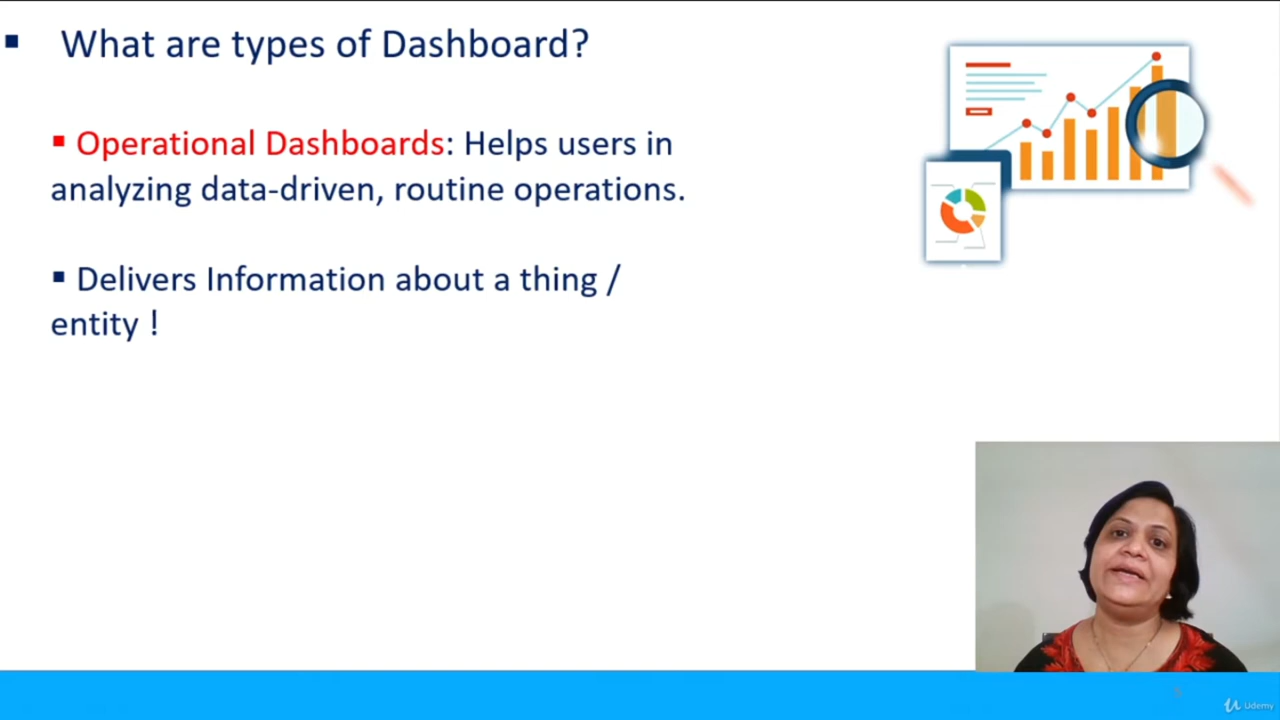 What are types of Dashboard?
Operational Dashboards: Helps users in
analyzing data-driven, routine operations.
Delivers Information about a thing /
entity !
Udemy